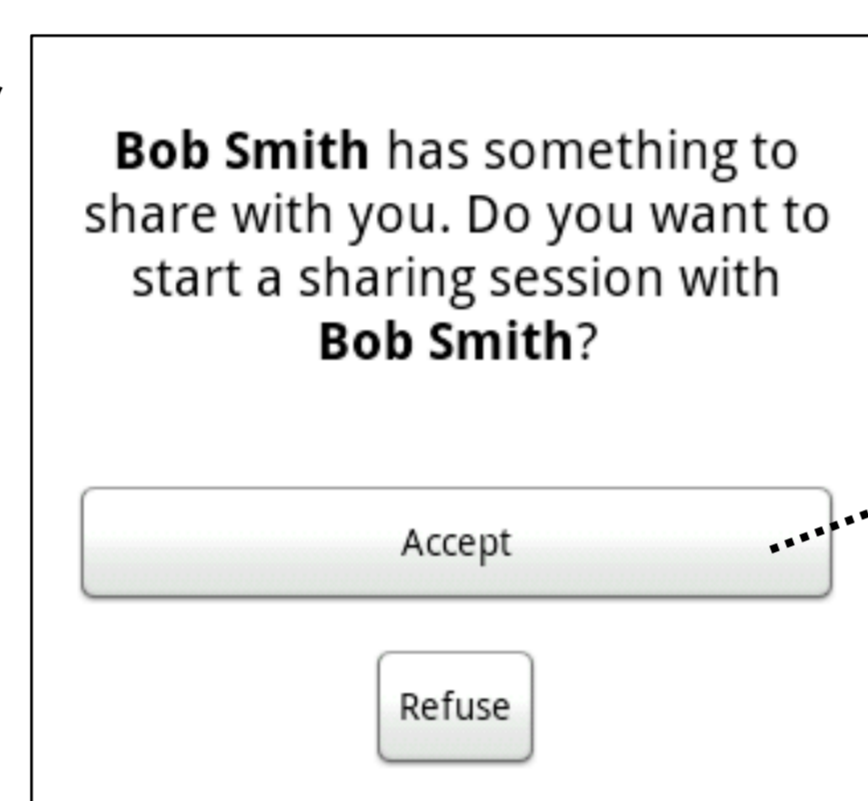 Bob Smith has something to
share with you. Do you want to
start a sharing session with
Bob Smith?
Accept
Refuse